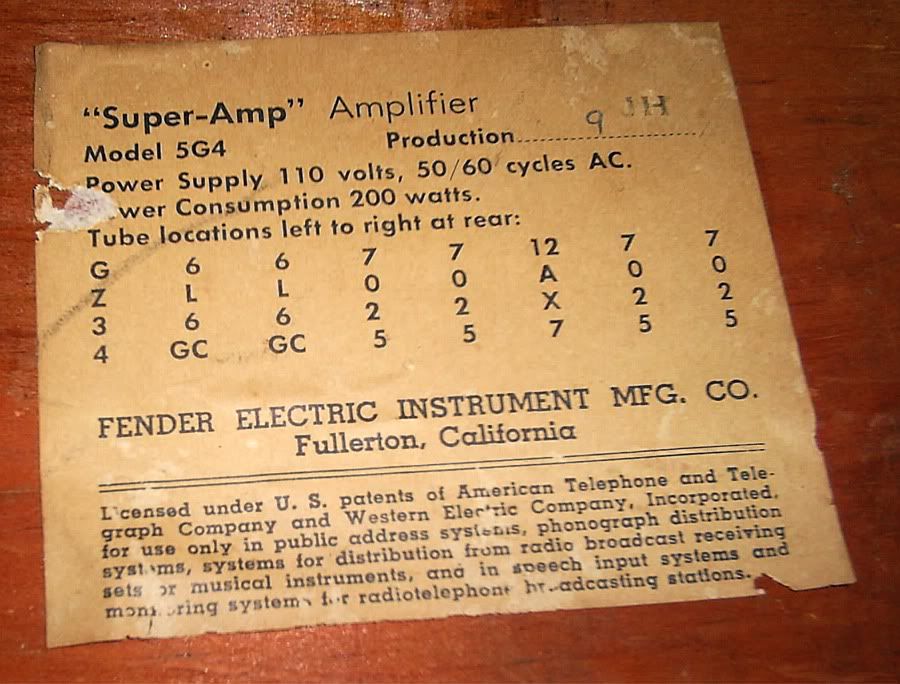 “Super-Amp” Amplifier
Model 5G4 Production.......... 9 JH
Power Supply 110 volts, 50/60 cycles AC.
Power Consumption 200 watts.
Tube locations left to right at rear:
G 6 6 7 7 12 7 7
Z L L 0 0 A 0 0
3 6 6 2 2 X 2 2
4 GC GC 5 5 7 5 5
FENDER ELECTRIC INSTRUMENT MFG. CO.
Fullerton, California
Licensed under U. S. patents of American Telephone and Tele-
graph Company and Western Electric Company, Incorporated,
for use only in public address systems, phonograph distribution
systems, systems for distribution from radio broadcast receiving
sets or musical instruments, and in speech input systems and
monitoring systems for radiotelephone broadcasting stations.